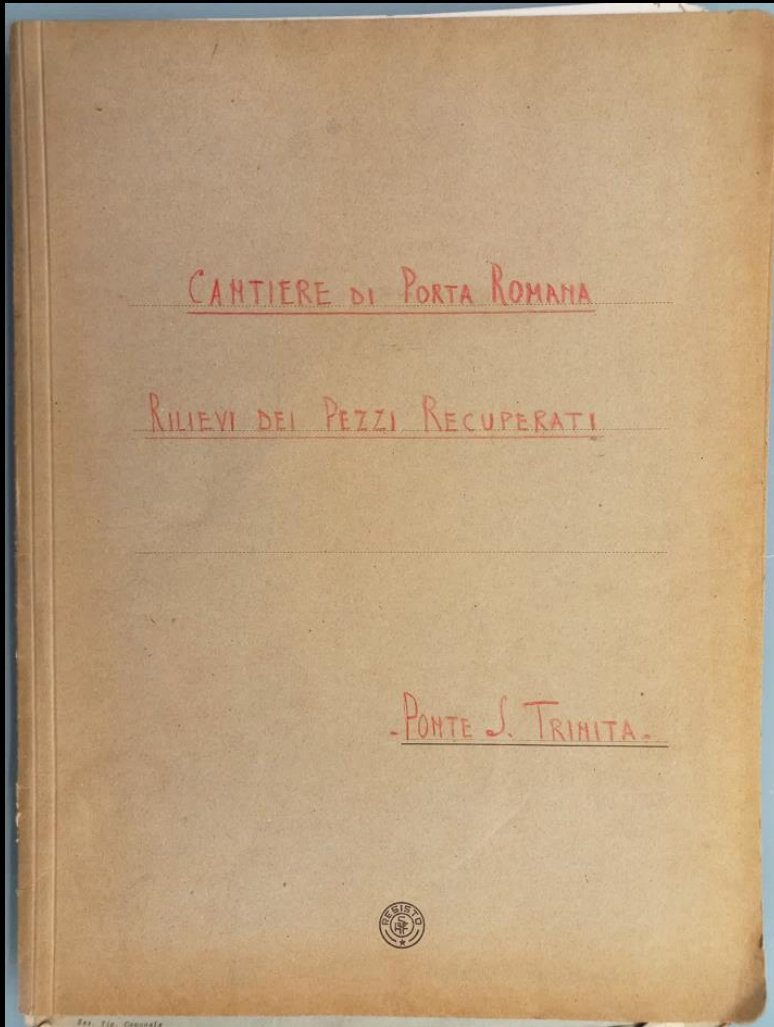 CANTIERE DI PORTA ROMANA
RILIEVI DEI PEZZI RECUPERATI
-PONTE S. TRINITA-
RESISTO